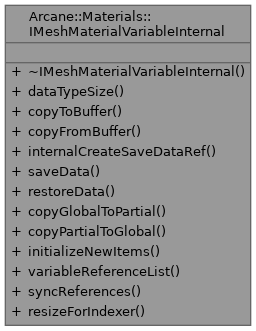 Arcane::Materials::
IMeshMaterialVariableInternal
+ ~IMeshMaterialVariableInternal()
+ dataTypeSize()
+ copyToBuffer()
+ copyFromBuffer()
+ internalCreateSaveDataRef()
+ saveData()
+ restoreData()
+ copyGlobalToPartial()
+ copyPartialToGlobal()
+ initializeNewItems()
+ variableReferenceList()
+ syncReferences()
+ resizeForIndexer()